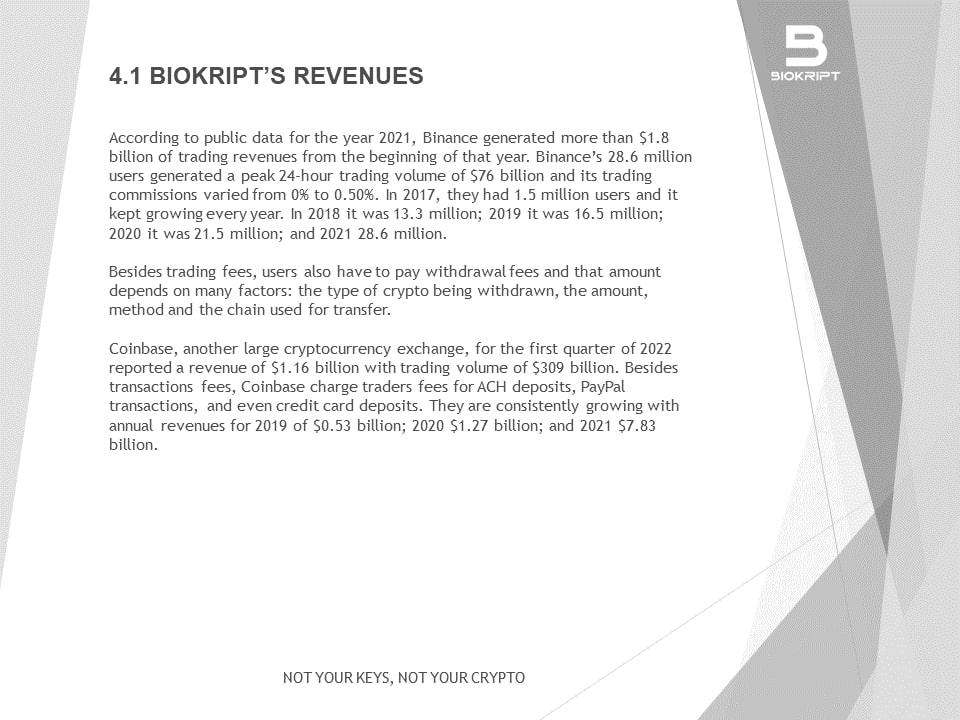 BIOKRIPT
4.1 BIOKRIPT’S REVENUES
According to public data for the year 2021, Binance generated more than $1.8
billion of trading revenues from the beginning of that year. Binance’s 28.6 million
users generated a peak 24-hour trading volume of $76 billion and its trading
commissions varied from 0% to 0.50%. In 2017, they had 1.5 million users and it
kept growing every year. In 2018 it was 13.3 million; 2019 it was 16.5 million;
2020 it was 21.5 million; and 2021 28.6 million.
Besides trading fees, users also have to pay withdrawal fees and that amount
depends on many factors: the type of crypto being withdrawn, the amount,
method and the chain used for transfer.
Coinbase, another large cryptocurrency exchange, for the first quarter of 2022
reported a revenue of $1.16 billion with trading volume of $309 billion. Besides
transactions fees, Coinbase charge traders fees for ACH deposits, PayPal
transactions, and even credit card deposits. They are consistently growing with
annual revenues for 2019 of $0.53 billion; 2020 $1.27 billion; and 2021 $7.83
billion.
NOT YOUR KEYS, NOT YOUR CRYPTO